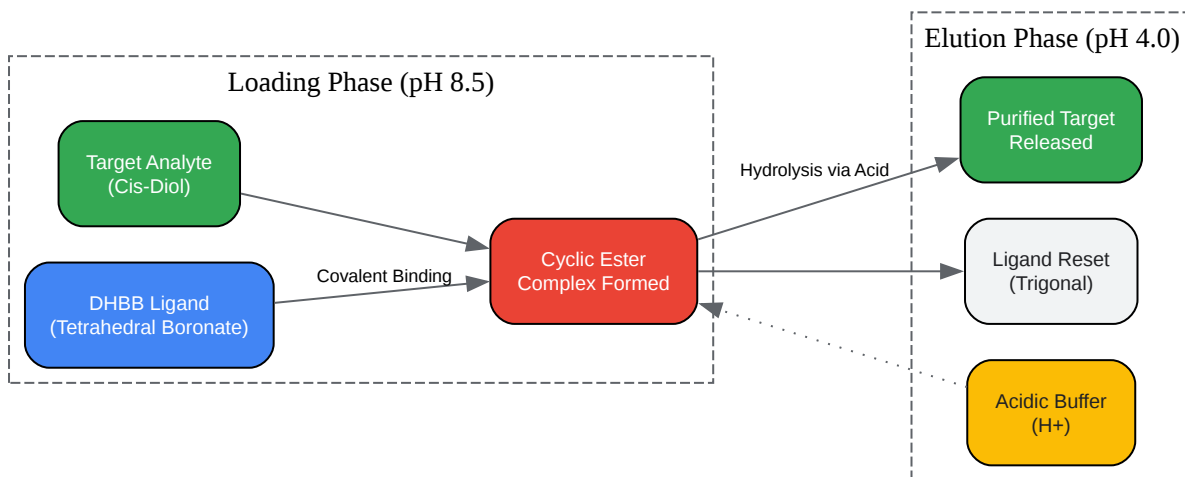 Loading Phase (pH 8.5)
Target Analyte
(Cis-Diol)
DHBB Ligand
(Tetrahedral Boronate)
Covalent Binding
Cyclic Ester
Complex Formed
Hydrolysis via Acid
Elution Phase (pH 4.0)
Purified Target
Released
Ligand Reset
(Trigonal)
Acidic Buffer
(H+)